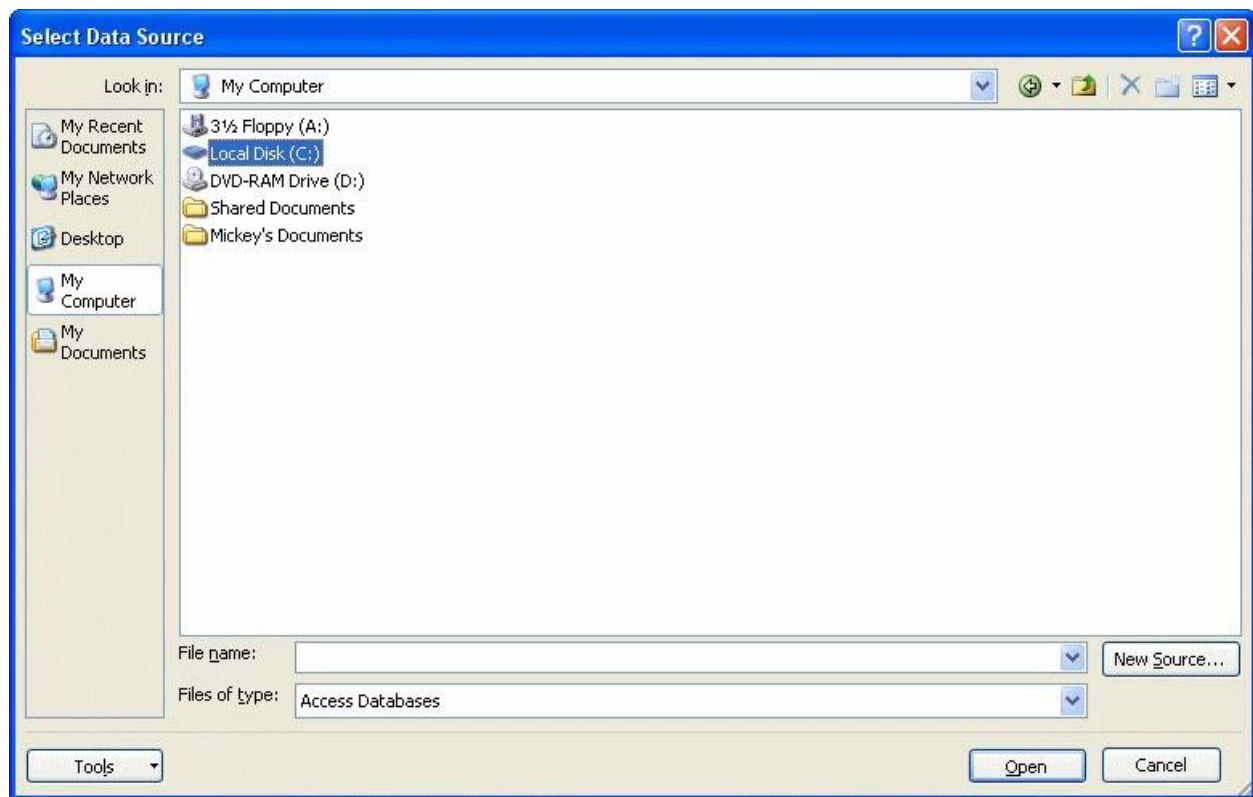 Select Data Source
Look in:
My Computer
My Recent
Documents
My Network
Places
Desktop
My
Computer
My
Documents
3½ Floppy (A:)
Local Disk (C:)
DVD-RAM Drive (D:)
Shared Documents
Mickey's Documents
File name:
New Source...
Files of type:
Access Databases
Tools
Open
Cancel